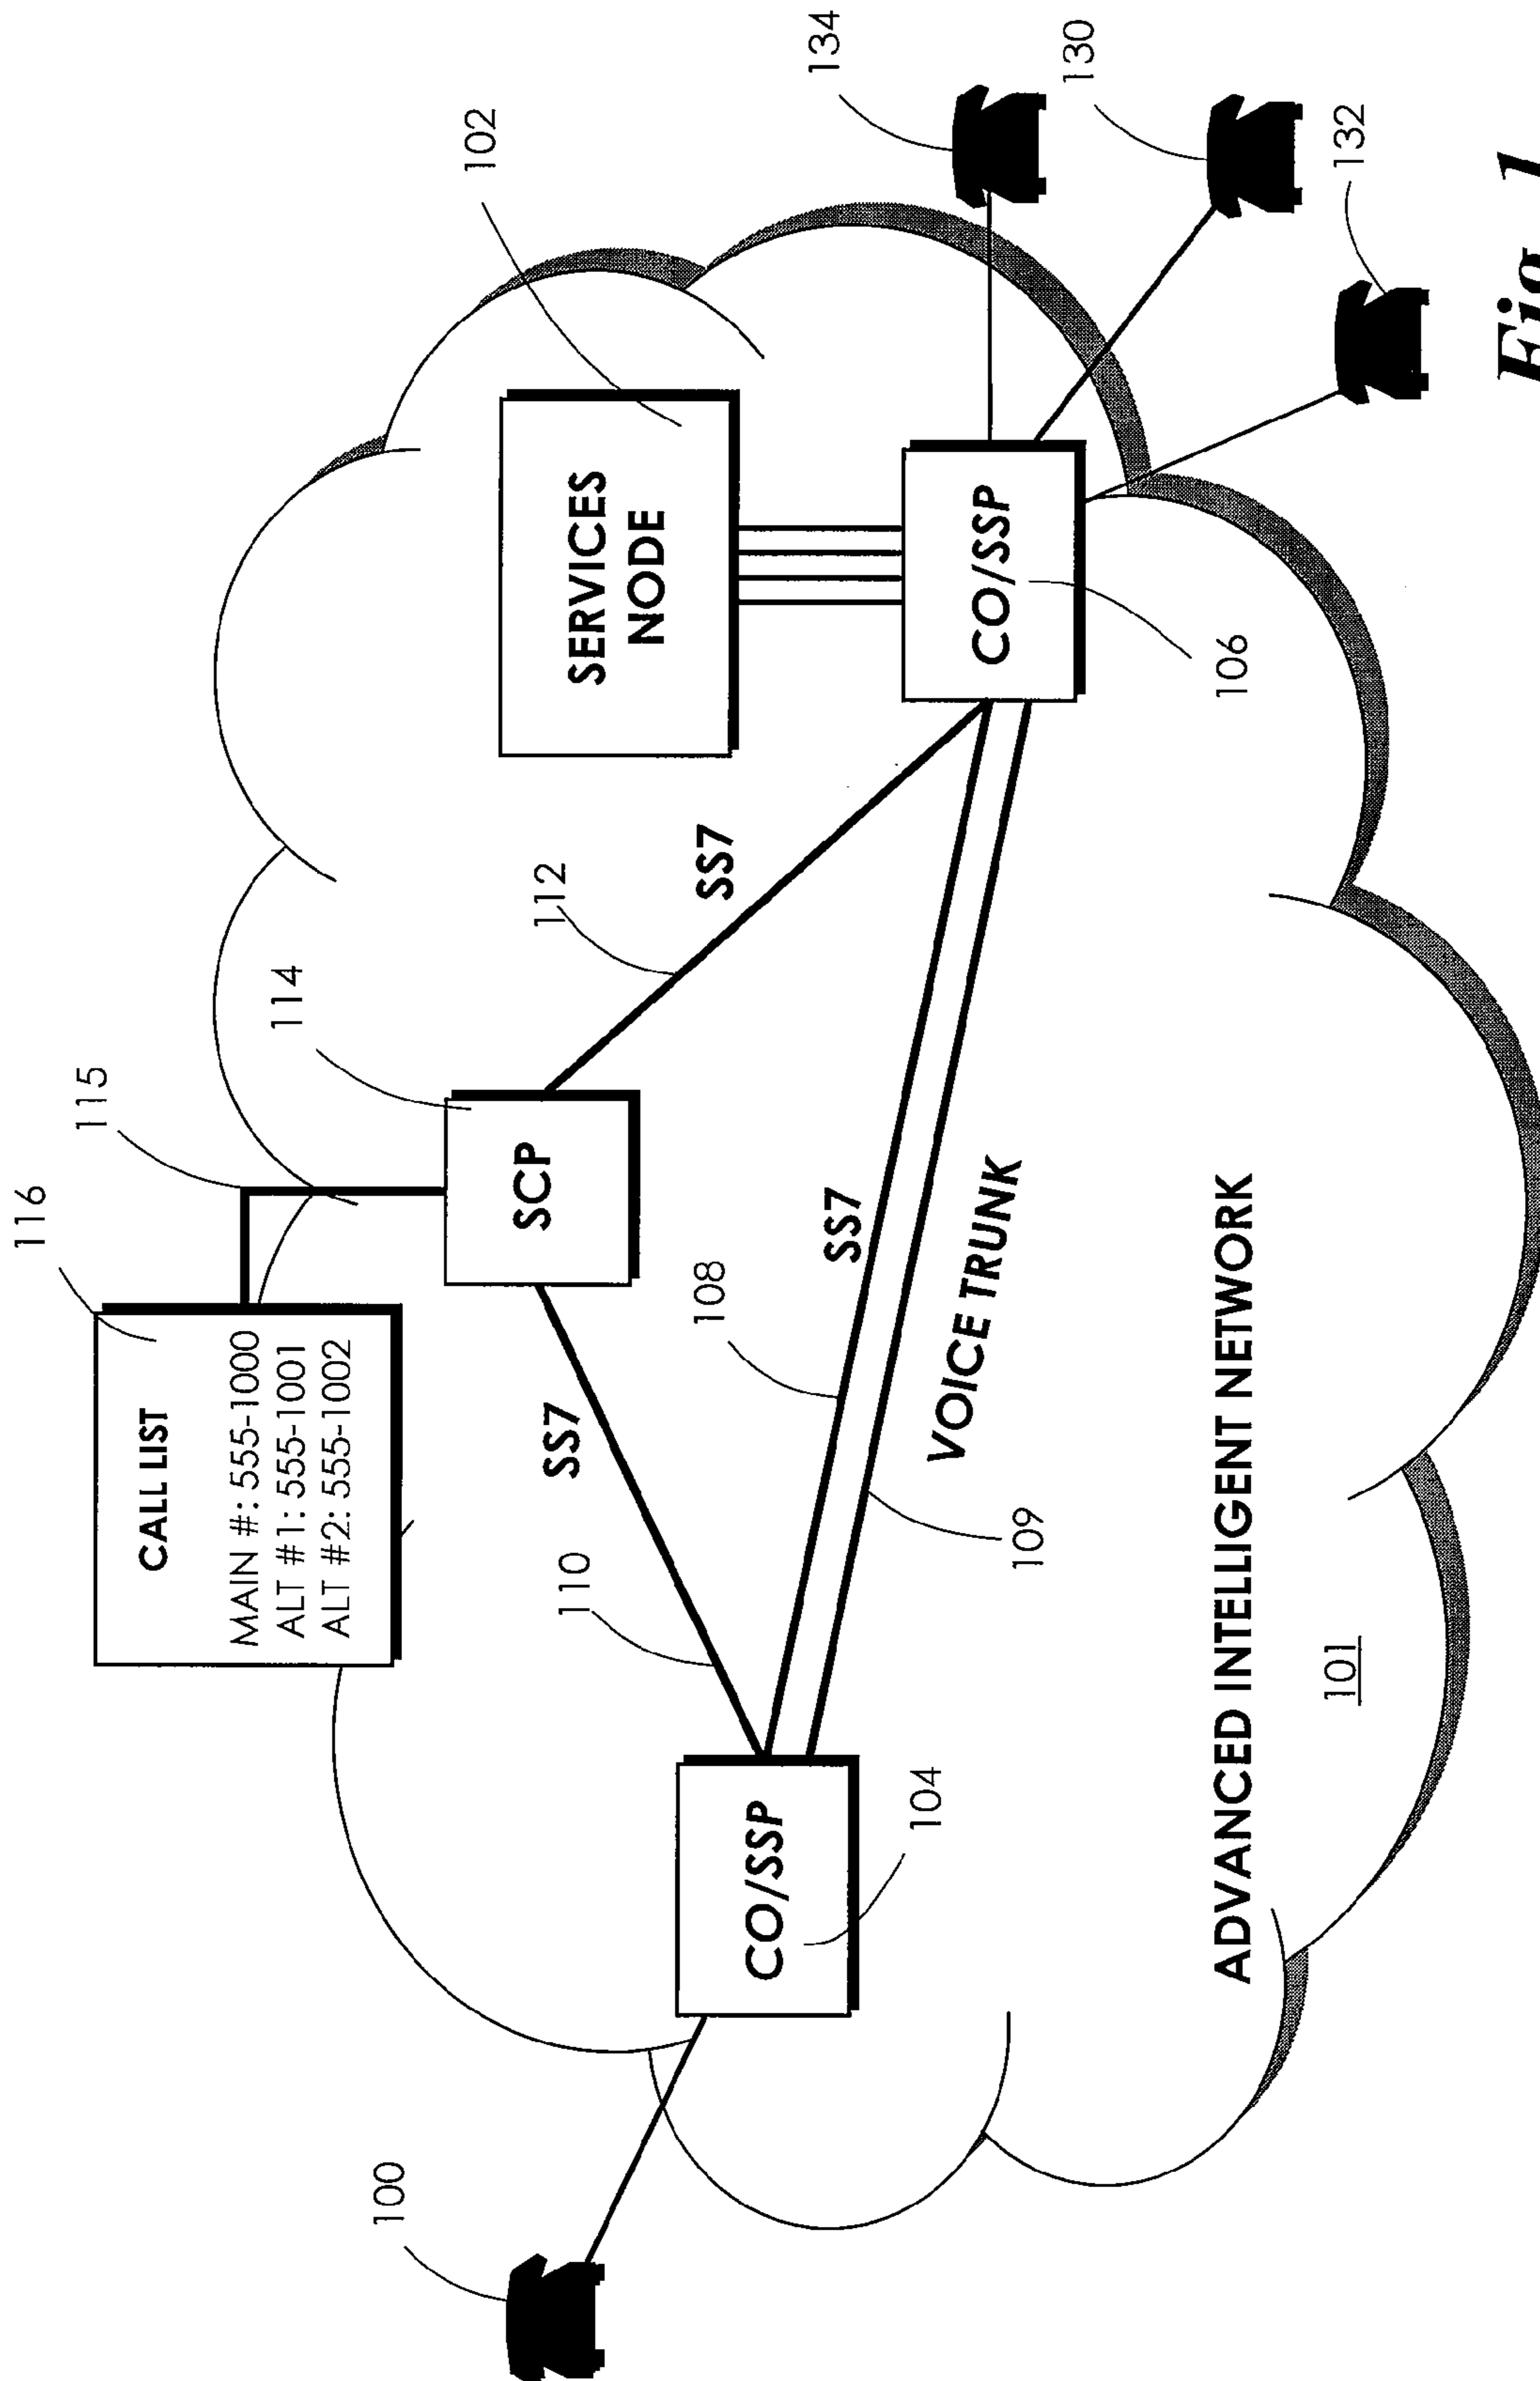 116
115
CALL LIST
MAIN #: 555-1000
ALT #1: 555-1001
ALT #2: 555-1002
114
102
100
SCP
112
SERVICES
NODE
SS7
110
SS7
134
CO/SSP
108
SS7
104
CO/SSP
130
VOICE TRUNK
109
106
132
ADVANCED INTELLIGENT NETWORK
101
Fig. 1